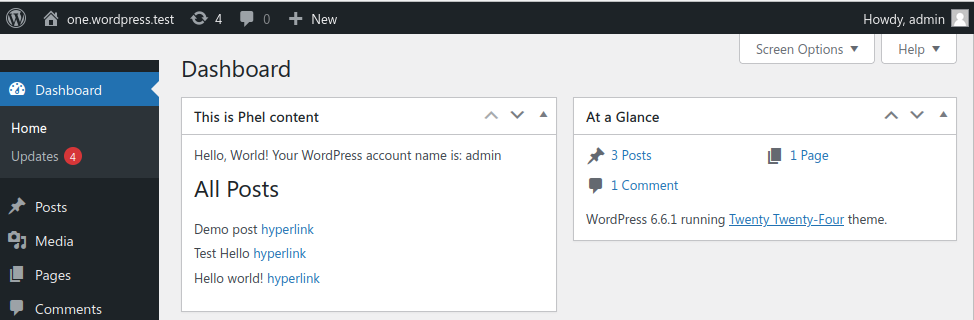 one.wordpress.test 4 0 New Howdy, admin
Screen Options Help
Dashboard
Dashboard
Home
Updates 4
Posts
Media
Pages
Comments
This is Phel content
Hello, World! Your WordPress account name is: admin
All Posts
Demo post hyperlink
Test Hello hyperlink
Hello world! hyperlink
At a Glance
3 Posts 1 Page
1 Comment
WordPress 6.6.1 running Twenty Twenty-Four theme.